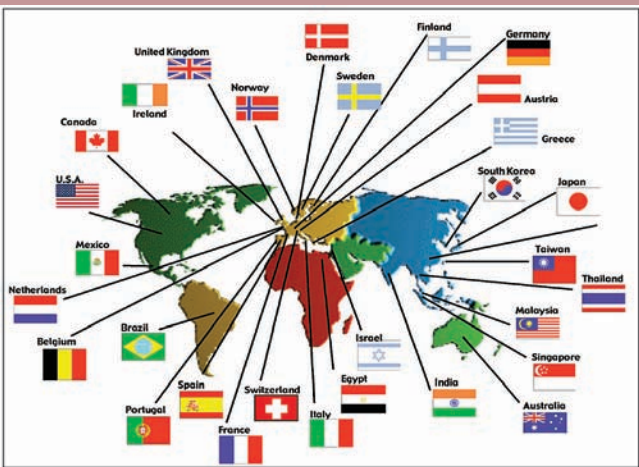 Finland
Germany
United Kingdom
Denmark
Sweden
Norway
Austria
Ireland
Canada
Greece
South Korea
U.S.A.
Japan
Mexico
Taiwan
Thailand
Netherlands
Malaysia
Brazil
Israel
Belgium
Singapore
Spain
Switzerland
Egypt
India
Portugal
Italy
Australia
France